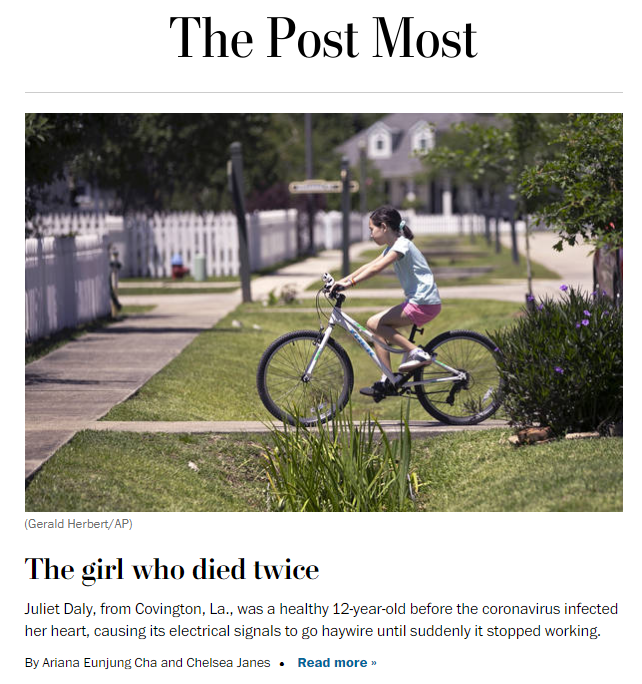 The Post Most
(Gerald Herbert/AP)
The girl who died twice
Juliet Daly, from Covington, La., was a healthy 12-year-old before the coronavirus infected
her heart, causing its electrical signals to go haywire until suddenly it stopped working.
By Ariana Eunjung Cha and Chelsea Janes • Read more »